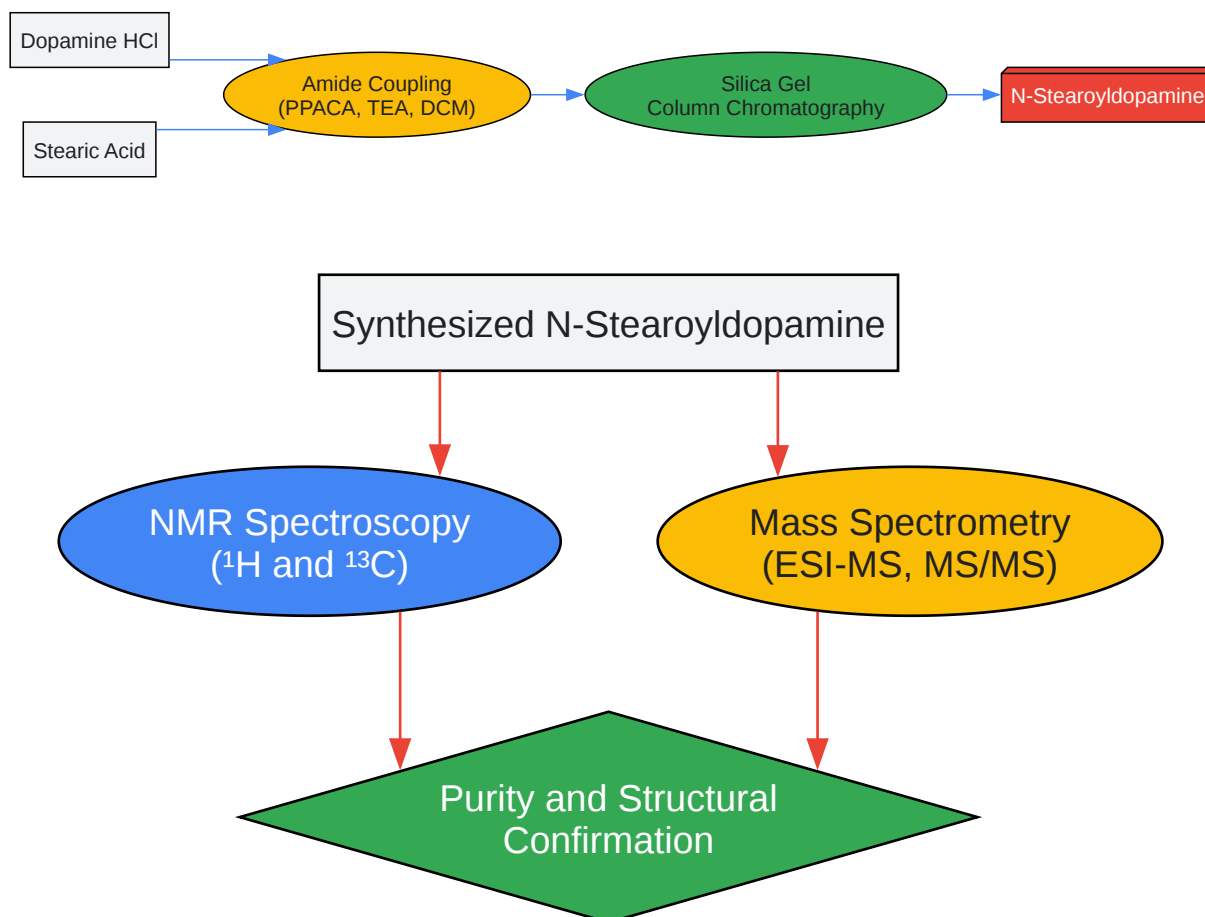 Dopamine HCl
Stearic Acid
Amide Coupling
(PPACA, TEA, DCM)
Silica Gel
Column Chromatography
N-Stearoyldopamine
Synthesized N-Stearoyldopamine
NMR Spectroscopy
(¹H and ¹³C)
Mass Spectrometry
(ESI-MS, MS/MS)
Purity and Structural
Confirmation